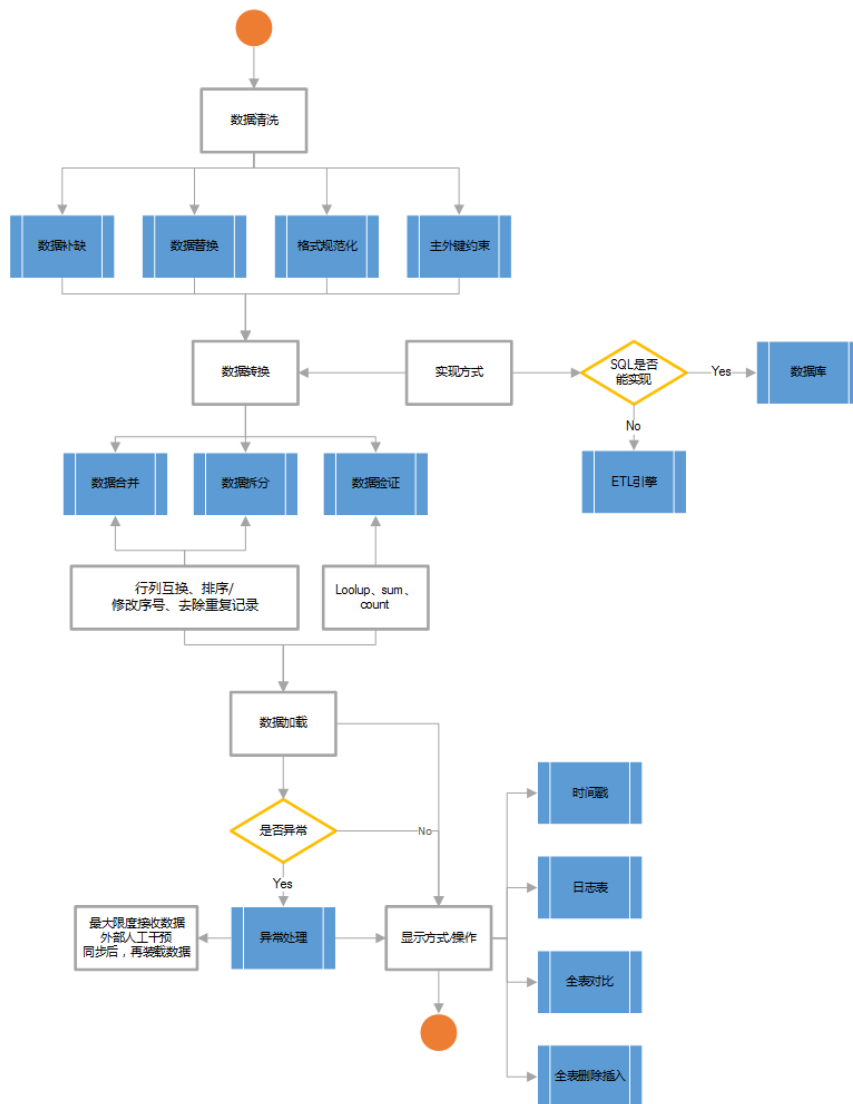 数据清洗
数据补缺
数据替换
格式规范化
主外键约束
数据转换
实现方式
SQL是否
能实现
Yes
数据库
No
ETL引擎
数据合并
数据拆分
数据验证
行列互换、排序/
修改序号、去除重复记录
Loolup、sum、
count
数据加载
时间戳
是否异常
No
Yes
日志表
最大限度接收数据
外部人工干预
同步后，再装载数据
异常处理
显示方式/操作
全表对比
全表删除插入